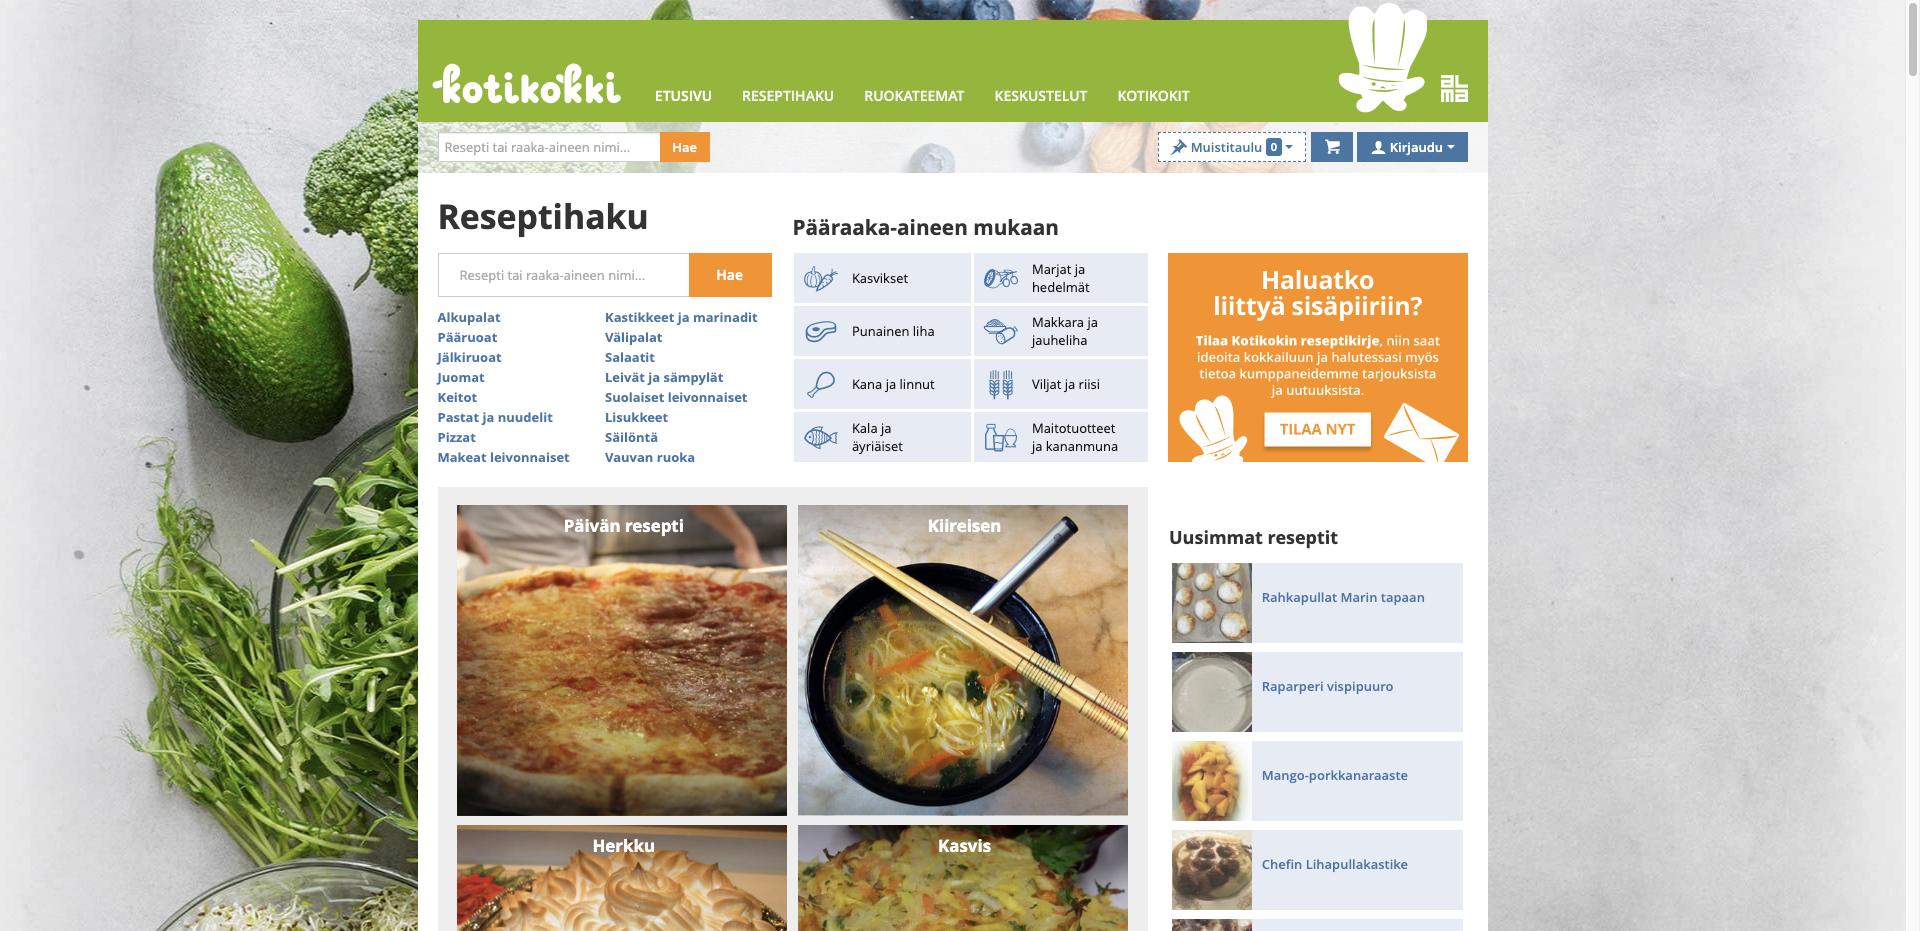 kotikokki
ETUSIVU RESEPTIHAKU RUOKATEEMAT KESKUSTELUT KOTIKOKIT
ALMA
Resepti tai raaka-aineen nimi... Hae
Muistitaulu 0 Kirjaudu
Reseptihaku
Resepti tai raaka-aineen nimi... Hae
Alkupalat Kastikkeet ja marinadit
Pääruoat Välipalat
Jälkiruoat Salaatit
Juomat Leivät ja sämpylät
Keitot Suolaiset leivonnaiset
Pastat ja nuudelit Lisukkeet
Pizzat Säilöntä
Makeat leivonnaiset Vauvan ruoka
Pääraaka-aineen mukaan
Kasvikset
Marjat ja
hedelmät
Punainen liha
Makkara ja
jauheliha
Kana ja linnut
Viljat ja riisi
Kala ja
äyriäiset
Maitotuotteet
ja kananmuna
Haluatko
liittyä sisäpiiriin?
Tilaa Kotikokin reseptikirje, niin saat
ideoita kokkailuun ja halutessasi myös
tietoa kumppaneidemme tarjouksista
ja uutuuksista.
TILAA NYT
Päivän resepti
Kiireisen
Herkku
Kasvis
Uusimmat reseptit
Rahkapullat Marin tapaan
Raparperi vispipuuro
Mango-porkkanaraaste
Chefin Lihapullakastike